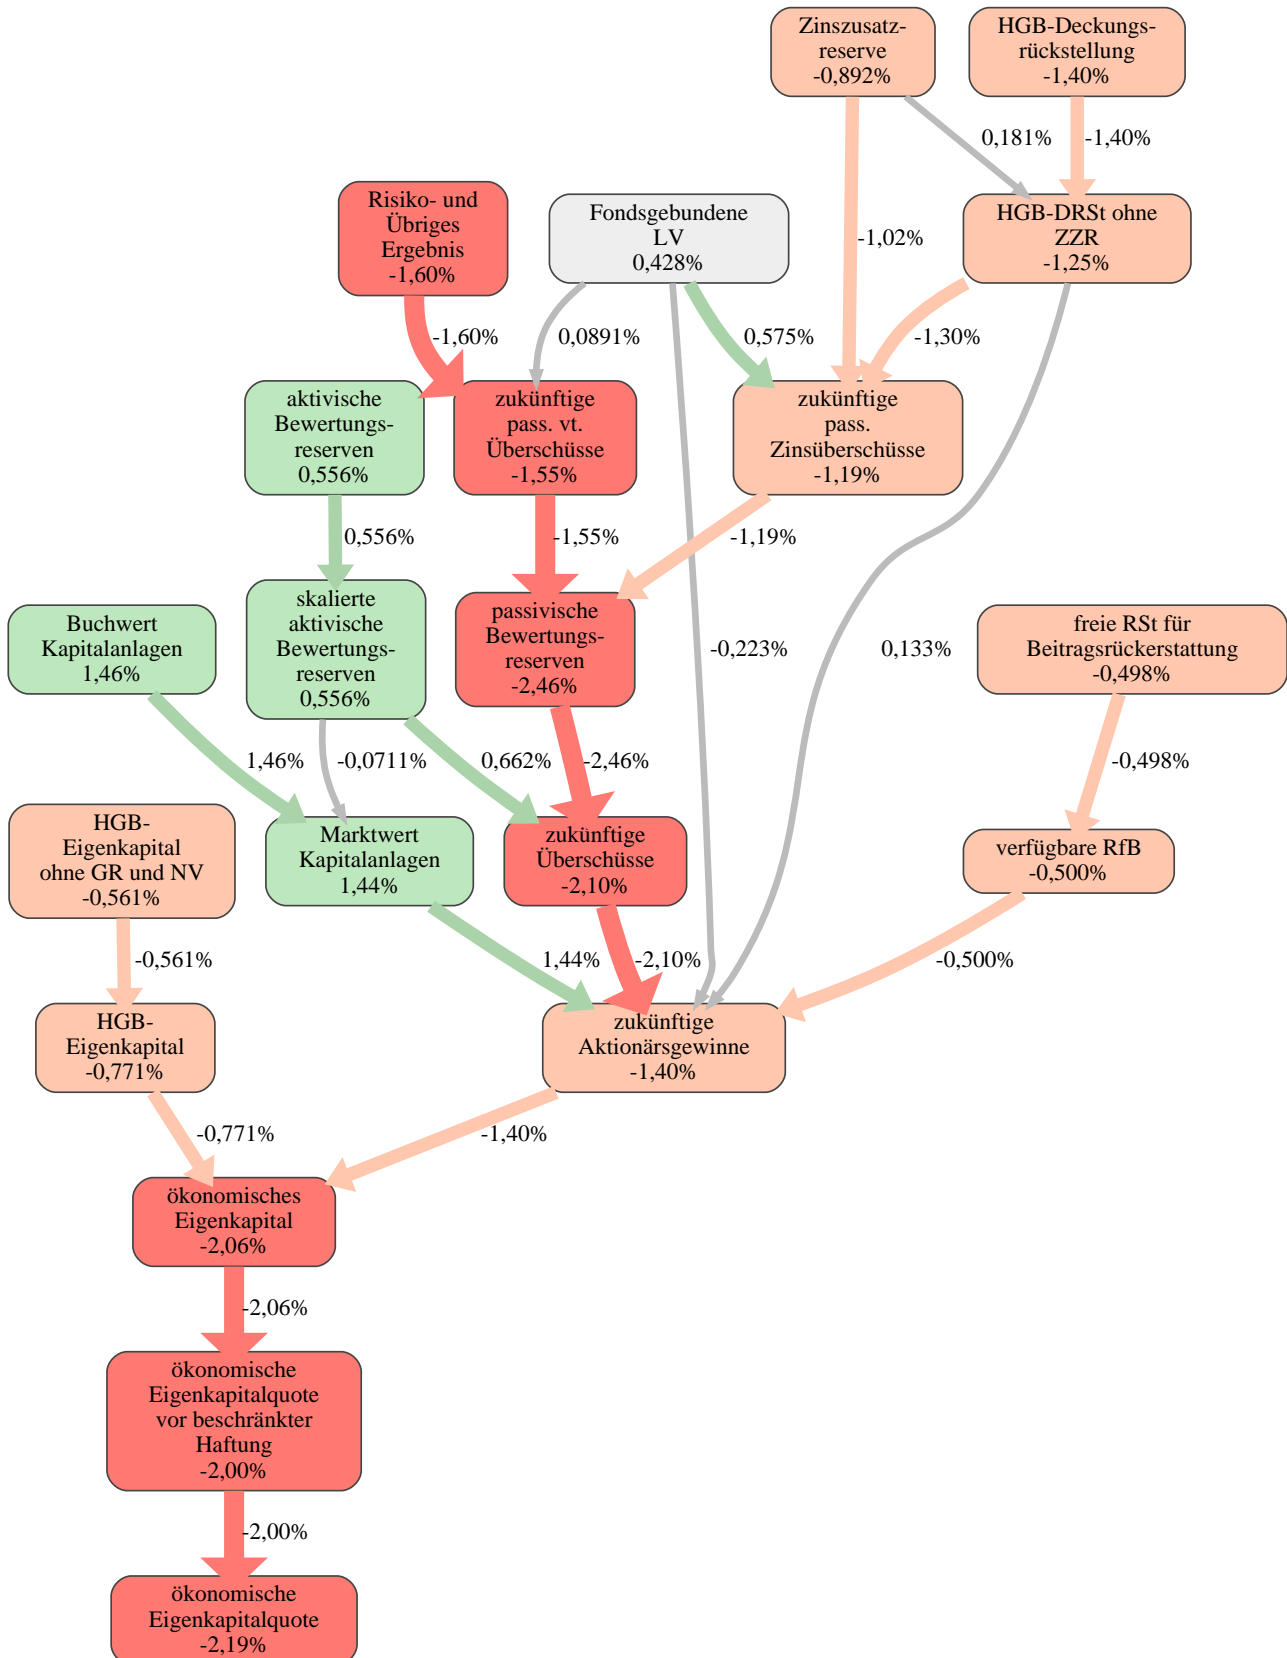 Zinszusatz-
reserve
-0,892%
HGB-Deckungs-
rückstellung
-1,40%
0,181%
-1,40%
Risiko- und
Übriges
Ergebnis
-1,60%
Fondsgebundene
LV
0,428%
HGB-DRSt ohne
ZZR
-1,25%
-1,02%
-1,60%
0,0891%
0,575%
-1,30%
aktivische
Bewertungs-
reserven
0,556%
zukünftige
pass. vt.
Überschüsse
-1,55%
zukünftige
pass.
Zinsüberschüsse
-1,19%
0,556%
-1,55%
-1,19%
Buchwert
Kapitalanlagen
1,46%
skalierte
aktivische
Bewertungs-
reserven
0,556%
passivische
Bewertungs-
reserven
-2,46%
-0,223%
0,133%
freie RSt für
Beitragsrückerstattung
-0,498%
1,46%
-0,0711%
0,662%
-2,46%
-0,498%
HGB-
Eigenkapital
ohne GR und NV
-0,561%
Marktwert
Kapitalanlagen
1,44%
zukünftige
Überschüsse
-2,10%
verfügbare RfB
-0,500%
-0,561%
1,44%
-2,10%
-0,500%
HGB-
Eigenkapital
-0,771%
zukünftige
Aktionärsgewinne
-1,40%
-0,771%
-1,40%
ökonomisches
Eigenkapital
-2,06%
-2,06%
ökonomische
Eigenkapitalquote
vor beschränkter
Haftung
-2,00%
-2,00%
ökonomische
Eigenkapitalquote
-2,19%